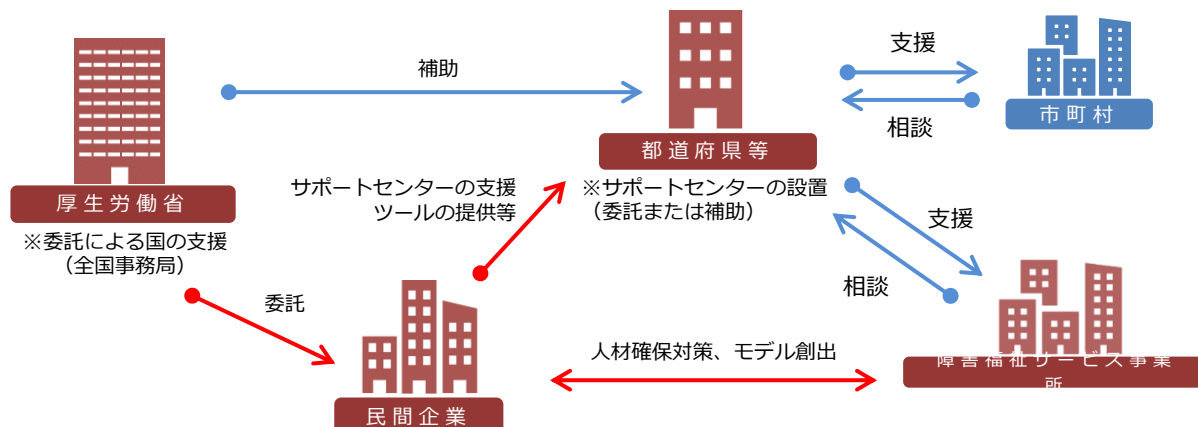 補助
支援
相談
市町村
都道府県等
厚生労働省
サポートセンターの支援
ツールの提供等
※サポートセンターの設置
（委託または補助）
※委託による国の支援
（全国事務局）
支援
相談
委託
人材確保対策、モデル創出
障害福祉サービス事業
所
民間企業